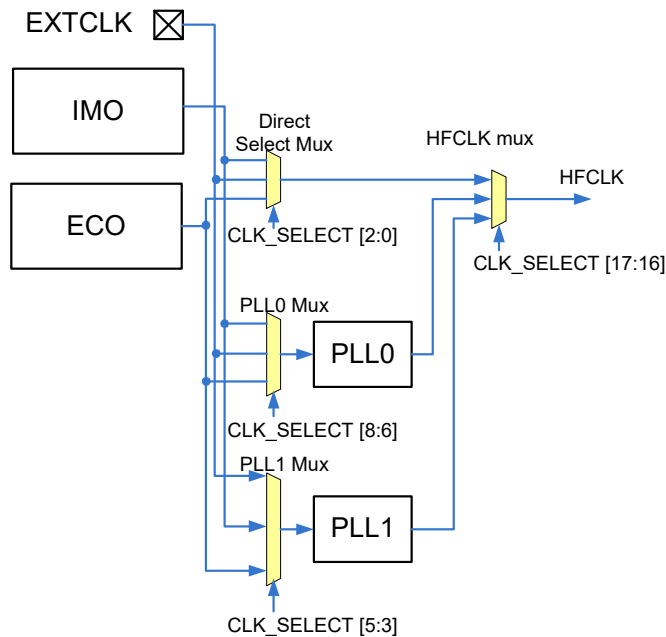 EXTCLK
IMO
Direct
Select Mux
HFCLK mux
HFCLK
ECO
CLK_SELECT [2:0]
CLK_SELECT [17:16]
PLL0 Mux
PLL0
CLK_SELECT [8:6]
PLL1 Mux
PLL1
CLK_SELECT [5:3]